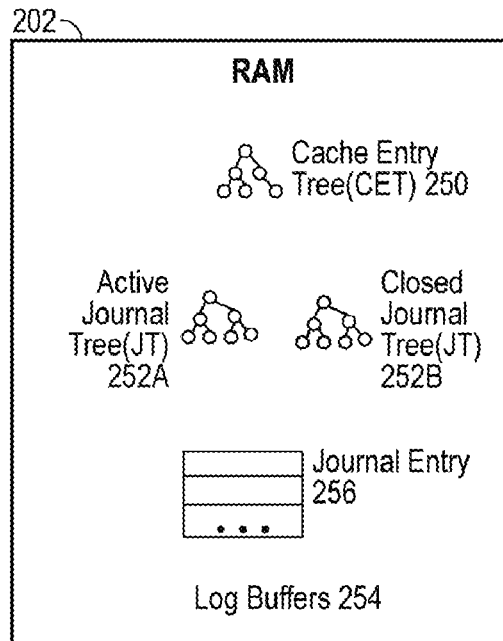 202
RAM
Cache Entry
Tree(CET) 250
Active
Journal
Tree(JT)
252A
Closed
Journal
Tree(JT)
252B
Journal Entry
256
• • •
Log Buffers 254